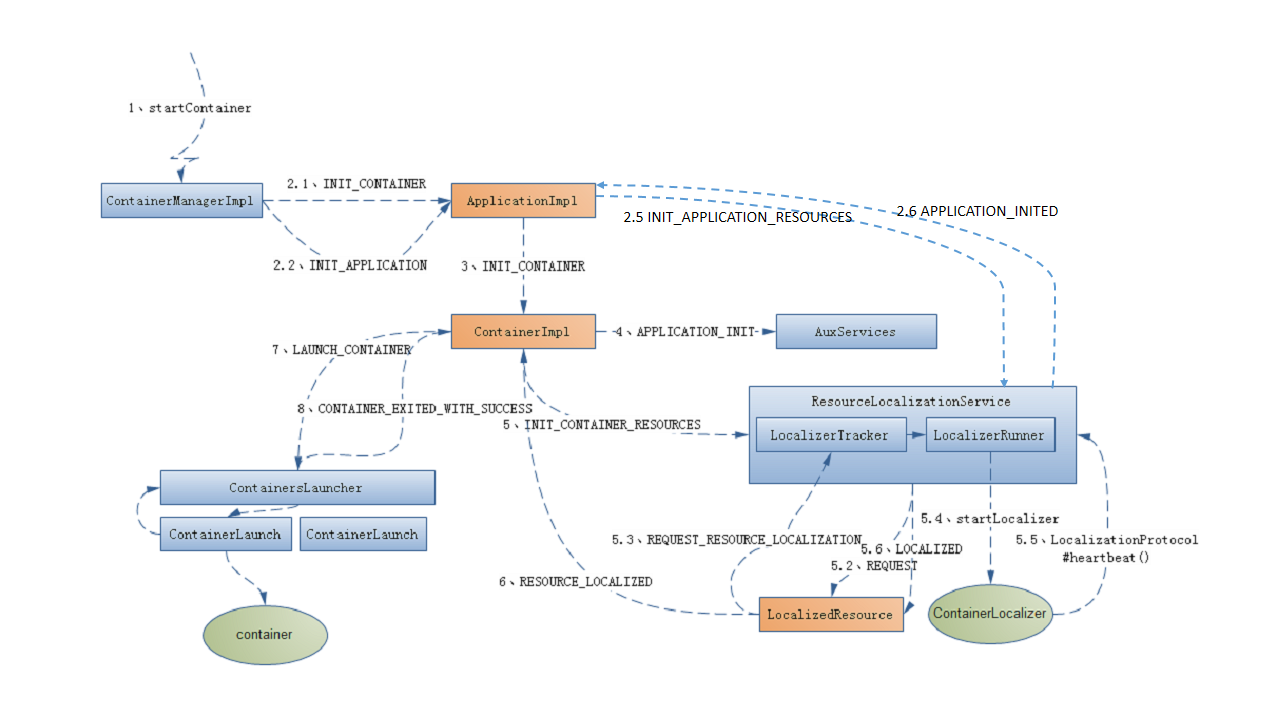 1、startContainer
2.1、INIT_CONTAINER
ContainerManagerImpl
ApplicationImpl
2.5 INIT_APPLICATION_RESOURCES
2.6 APPLICATION_INITED
2.2、INIT_APPLICATION
3、INIT_CONTAINER
ContainerImpl
4、APPLICATION_INIT
AuxServices
7、LAUNCH_CONTAINER
8、CONTAINER_EXITED_WITH_SUCCESS
5、INIT_CONTAINER_RESOURCES
ResourceLocalizationService
LocalizerTracker
LocalizerRunner
ContainersLauncher
ContainerLaunch
ContainerLaunch
5.4、startLocalizer
5.3、REQUEST_RESOURCE_LOCALIZATION
5.6、LOCALIZED
5.5、LocalizationProtocol
#heartbeat()
5.2、REQUEST
6、RESOURCE_LOCALIZED
LocalizedResource
ContainerLocalizer
container